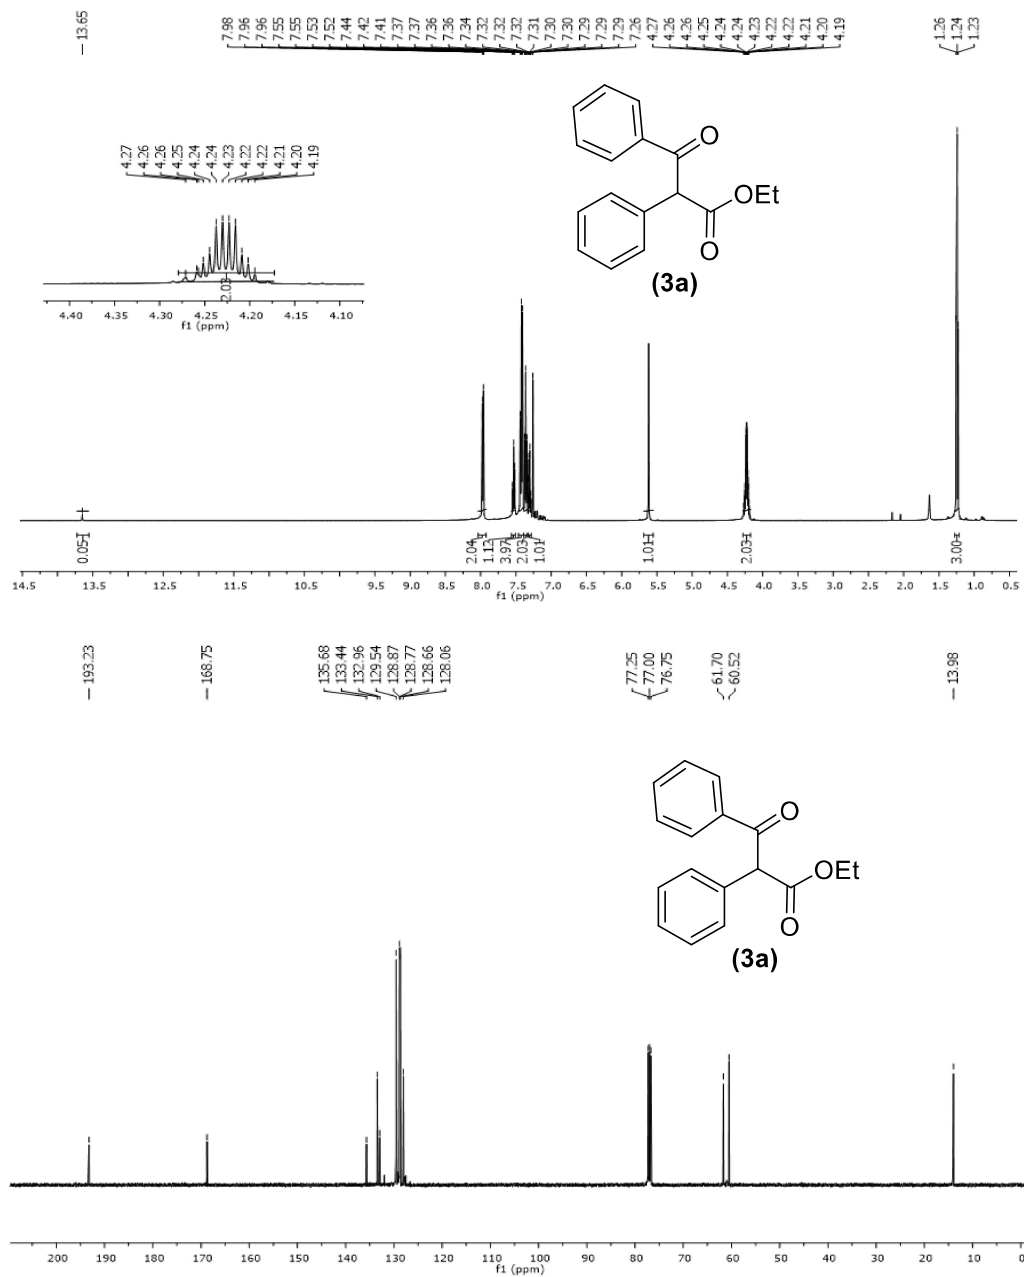 13.65
7.98 7.96 7.96 7.55 7.55 7.53 7.52 7.44 7.42 7.41 7.37 7.37 7.36 7.36 7.34 7.32 7.32 7.32 7.31 7.30 7.30 7.29 7.29 7.29 7.26 4.27 4.26 4.26 4.25 4.24 4.24 4.23 4.22 4.22 4.21 4.20 4.19
1.26 1.24 1.23
4.27 4.26 4.26 4.25 4.24 4.24 4.23 4.22 4.22 4.21 4.20 4.19
O
OEt
O
(3a)
2.03
4.40 4.35 4.30 4.25 4.20 4.15 4.10
f1 (ppm)
0.05 2.04 1.12 3.97 2.03 1.01 1.01 2.03 3.00
14.5 13.5 12.5 11.5 10.5 9.5 9.0 8.5 8.0 7.5 7.0 6.5 6.0 5.5 5.0 4.5 4.0 3.5 3.0 2.5 2.0 1.5 1.0 0.5
f1 (ppm)
193.23
168.75
135.68 133.44 132.96 129.54 128.87 128.77 128.66 128.06
77.25 77.00 76.75
61.70 60.52
13.98
O
OEt
O
(3a)
200 190 180 170 160 150 140 130 120 110 100 90 80 70 60 50 40 30 20 10 0
f1 (ppm)